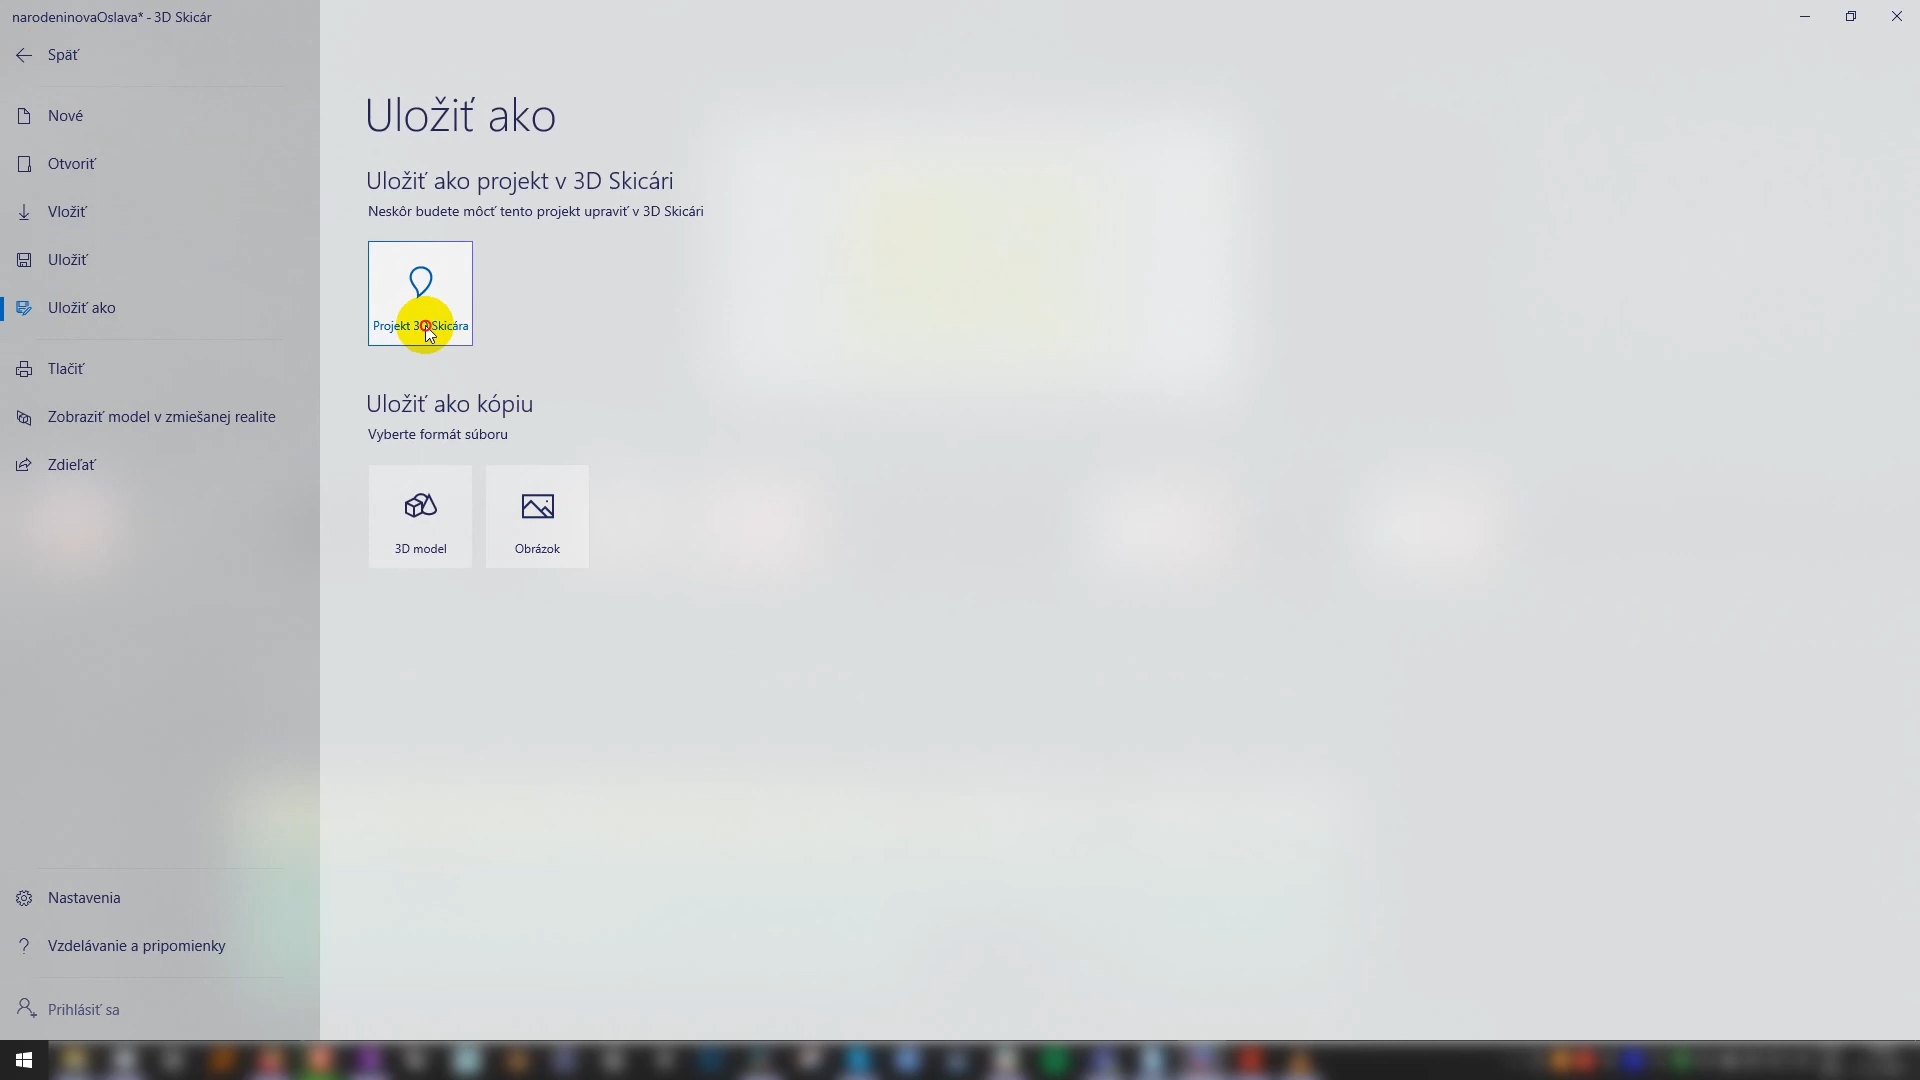 narodeninovaOslava* - 3D Skicár
Späť
Nové
Otvoriť
Vložiť
Uložiť
Uložiť ako
Tlačiť
Zobraziť model v zmiešanej realite
Zdieľať
Nastavenia
Vzdelávanie a pripomienky
Prihlásiť sa
Uložiť ako
Uložiť ako projekt v 3D Skicári
Neskôr budete môcť tento projekt upraviť v 3D Skicári
Projekt 3D Skicára
Uložiť ako kópiu
Vyberte formát súboru
3D model
Obrázok